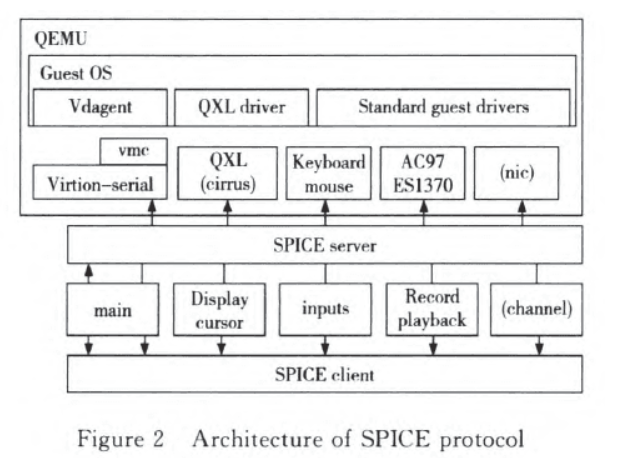 QEMU
Guest OS
Vdagent QXL driver Standard guest drivers
vmc
Virtion-serial
QXL
(cirrus)
Keyboard
mouse
AC97
ES1370
(nic)
SPICE server
main
Display
cursor
inputs
Record
playback
(channel)
SPICE client
Figure 2 Architecture of SPICE protocol